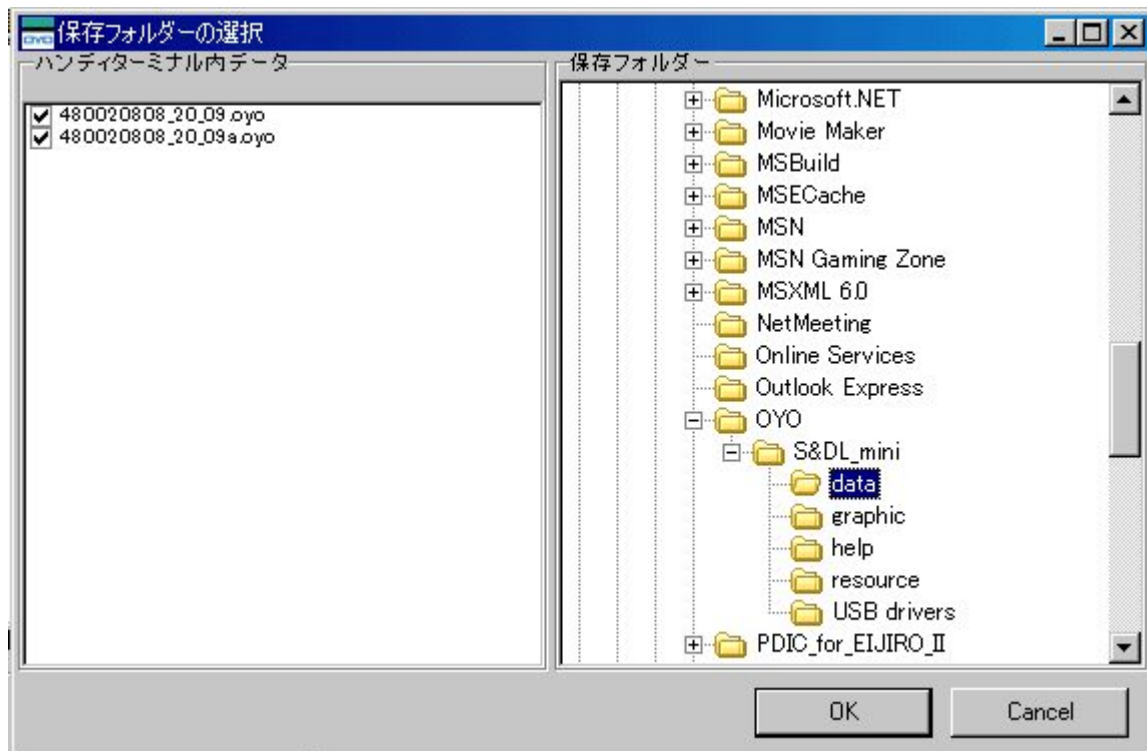 OYO
保存フォルダーの選択
ハンディターミナル内データ
480020808_20_09.oyo
480020808_20_09a.oyo
保存フォルダー
Microsoft.NET
Movie Maker
MSBuild
MSECache
MSN
MSN Gaming Zone
MSXML 6.0
NetMeeting
Online Services
Outlook Express
OYO
S&DL_mini
data
graphic
help
resource
USB drivers
PDIC_for_EIJIRO_II
OK
Cancel